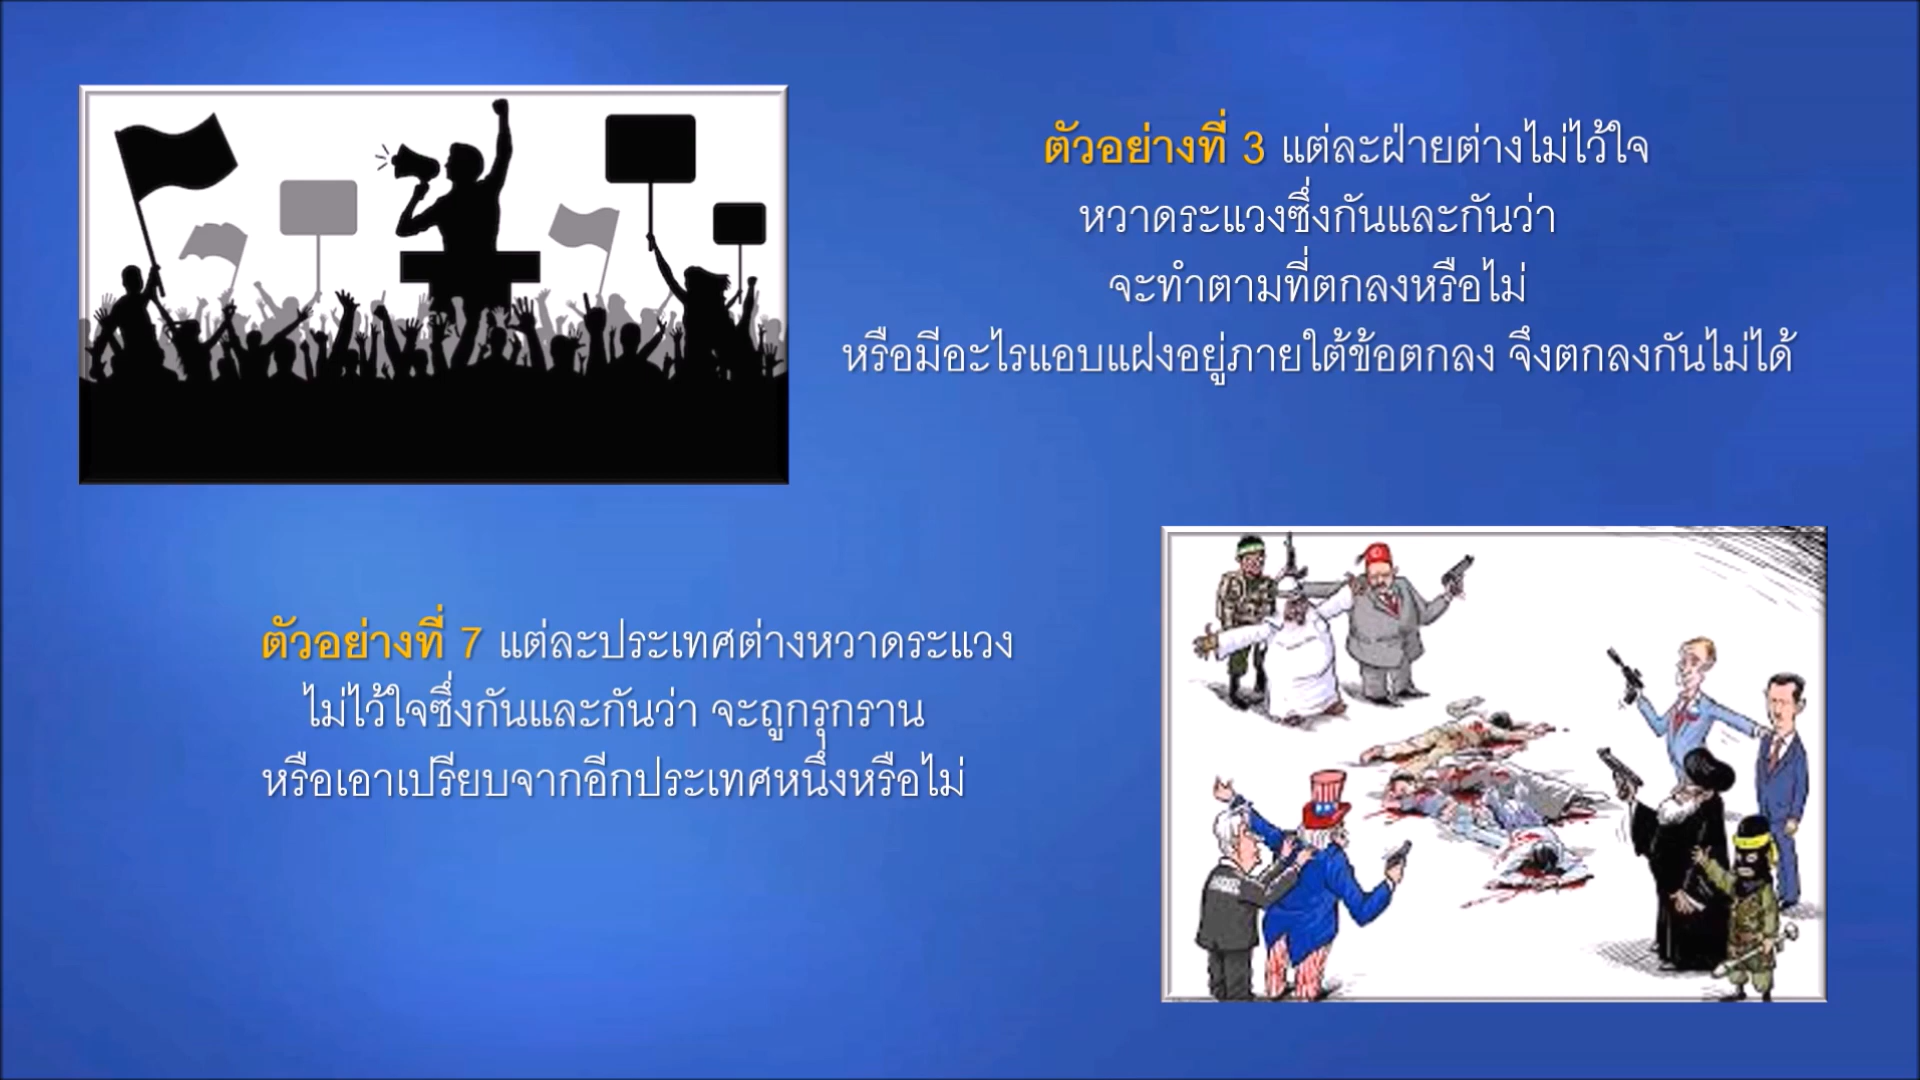 ตัวอย่างที่ 3 แต่ละฝ่ายต่างไม่ไว้ใจ
หวาดระแวงซึ่งกันและกันว่า
จะทำตามที่ตกลงหรือไม่
หรือมีอะไรแอบแฝงอยู่ภายใต้ข้อตกลง จึงตกลงกันไม่ได้
ตัวอย่างที่ 7 แต่ละประเทศต่างหวาดระแวง
ไม่ไว้ใจซึ่งกันและกันว่า จะถูกรุกราน
หรือเอาเปรียบจากอีกประเทศหนึ่งหรือไม่